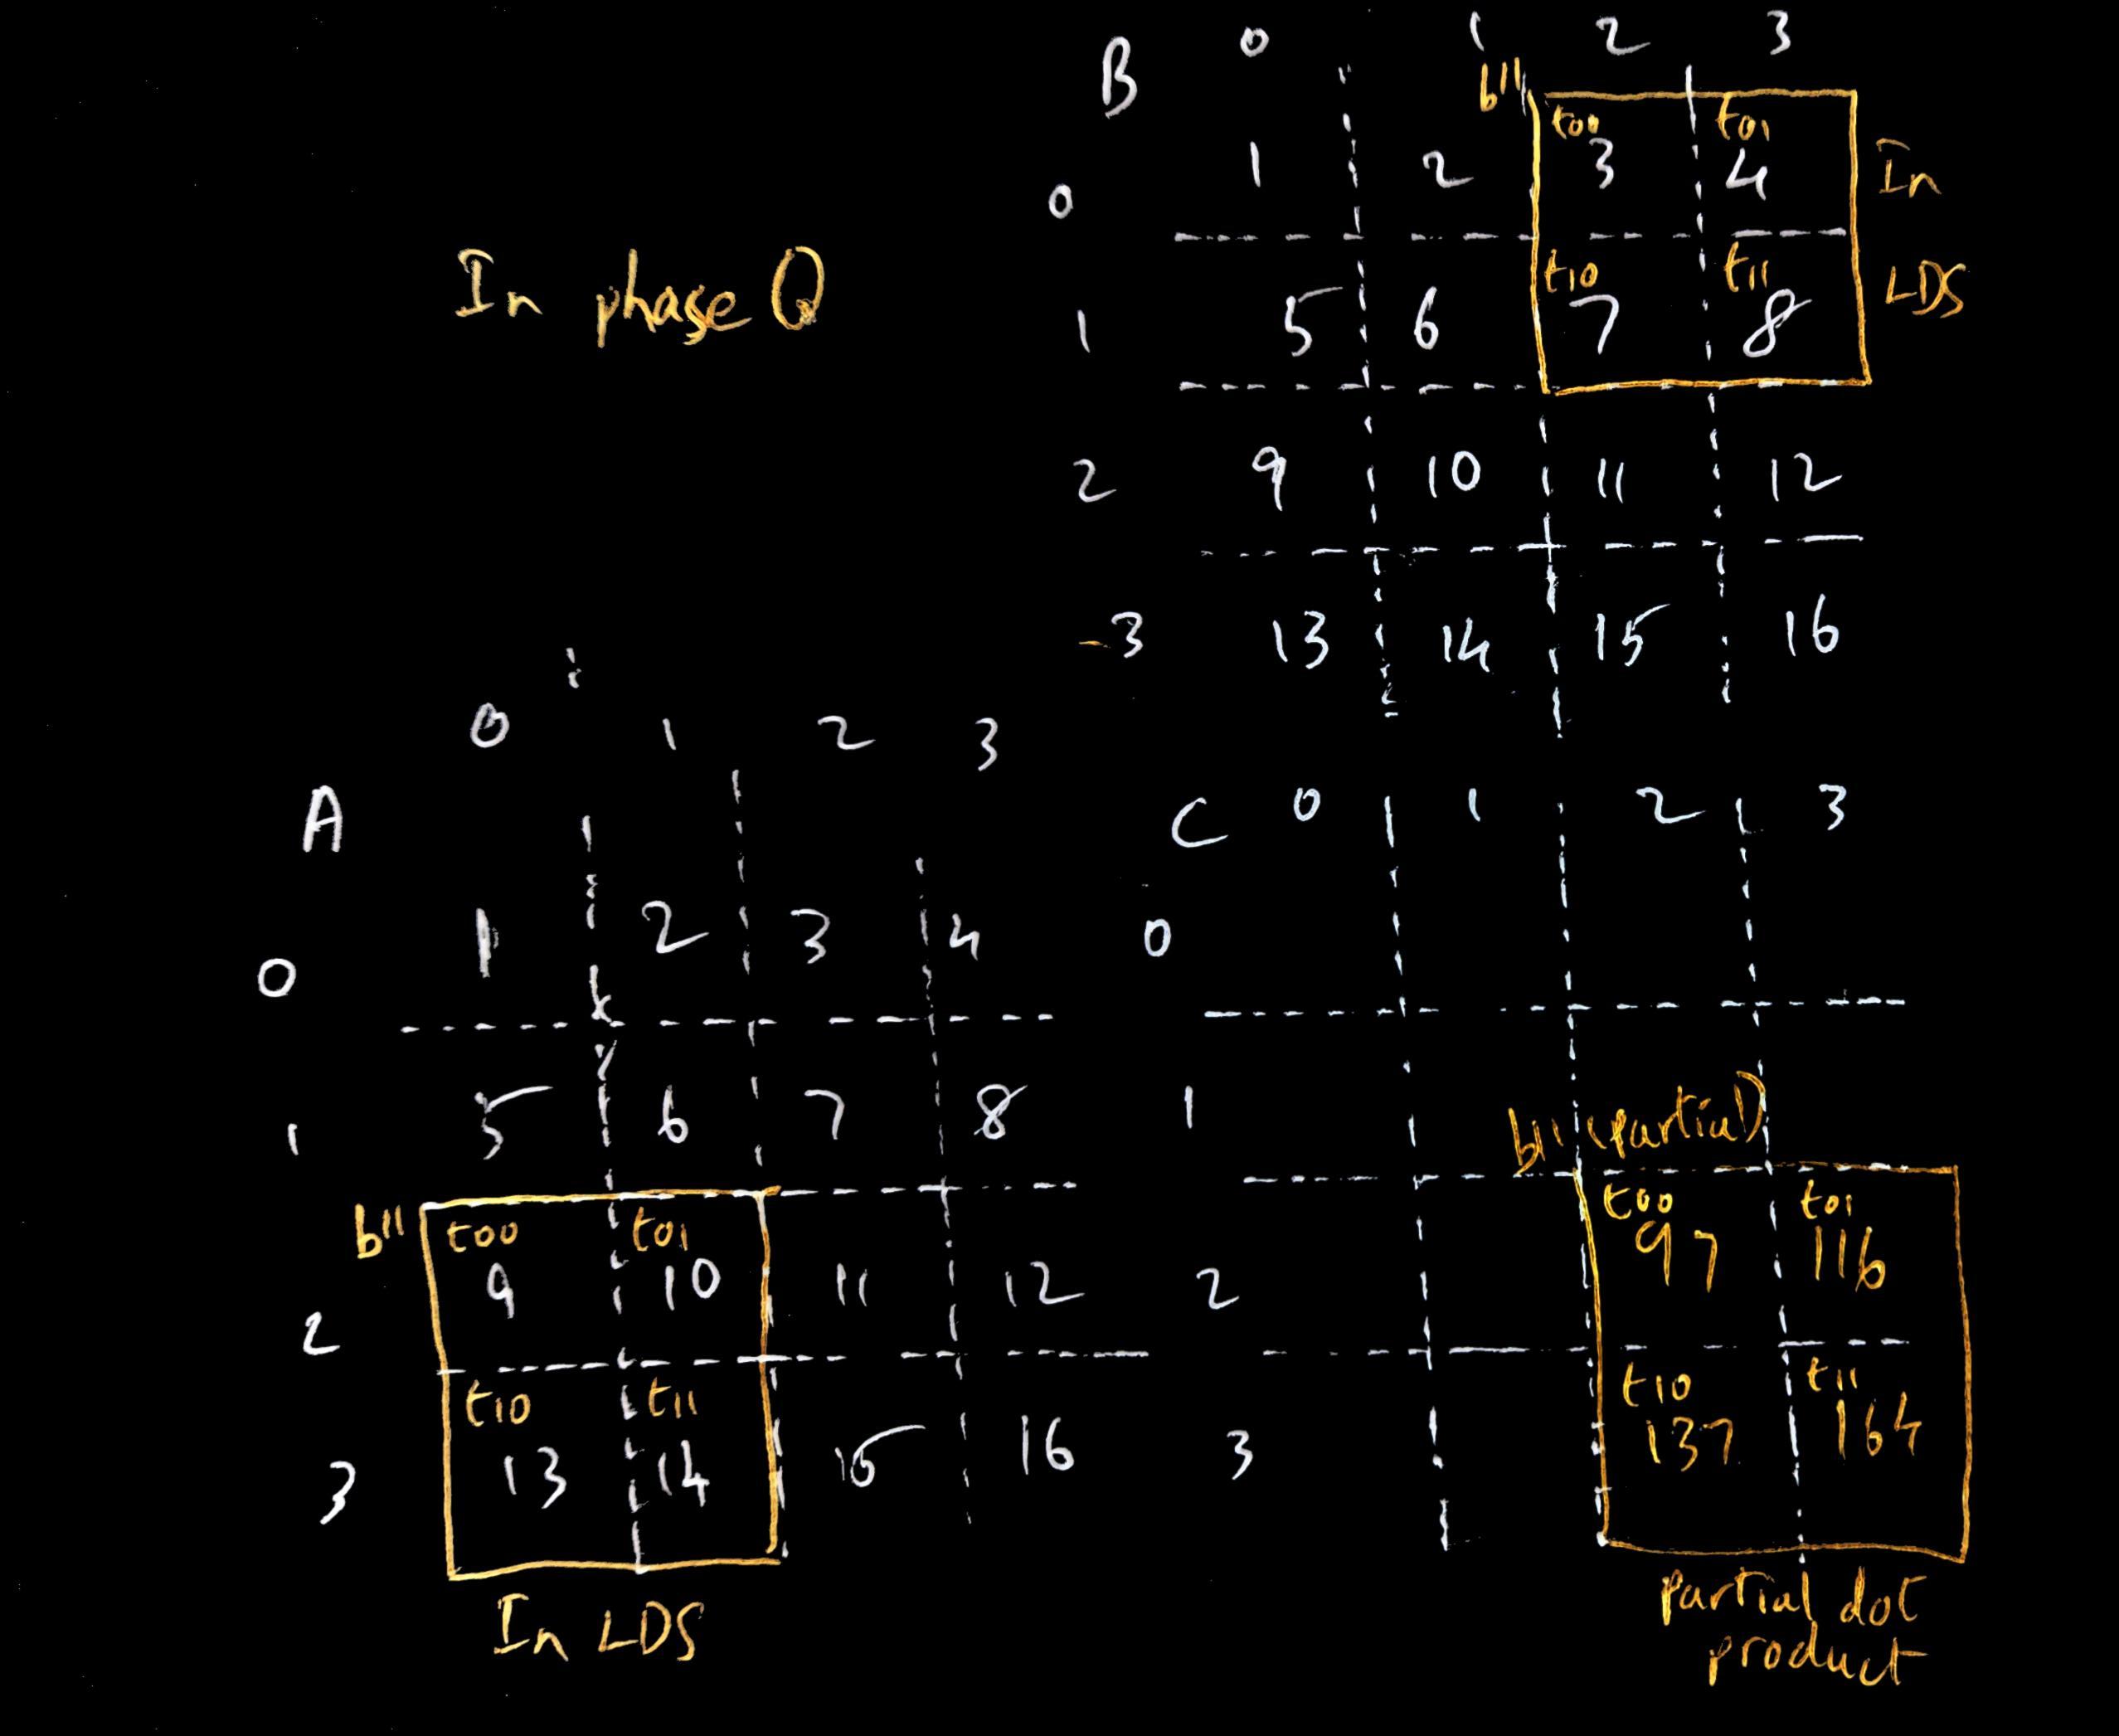 B 0 1 2 3
b11
t00 t01
0 1 2 3 4 In
t10 t11 LDS
1 5 6 7 8
In phase 0
2 9 10 11 12
3 13 14 15 16
0 1 2 3
A
0 1 2 3 4
1 5 6 7 8
b11 t00 t01
2 9 10 11 12
t10 t11
3 13 14 15 16
In LDS
C 0 1 2 3
0
1
b11 (partial)
t00 t01
2 97 116
t10 t11
3 137 164
partial dot
product